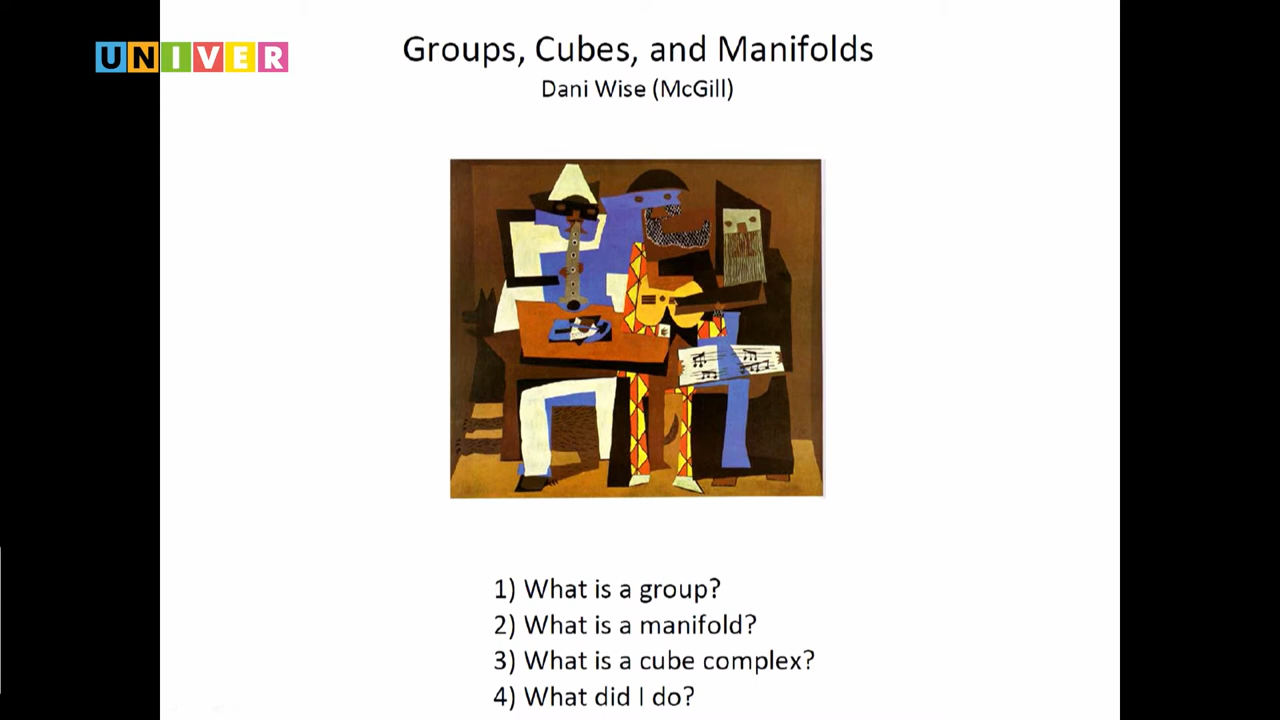 UNIVER
Groups, Cubes, and Manifolds
Dani Wise (McGill)
1) What is a group?
2) What is a manifold?
3) What is a cube complex?
4) What did I do?